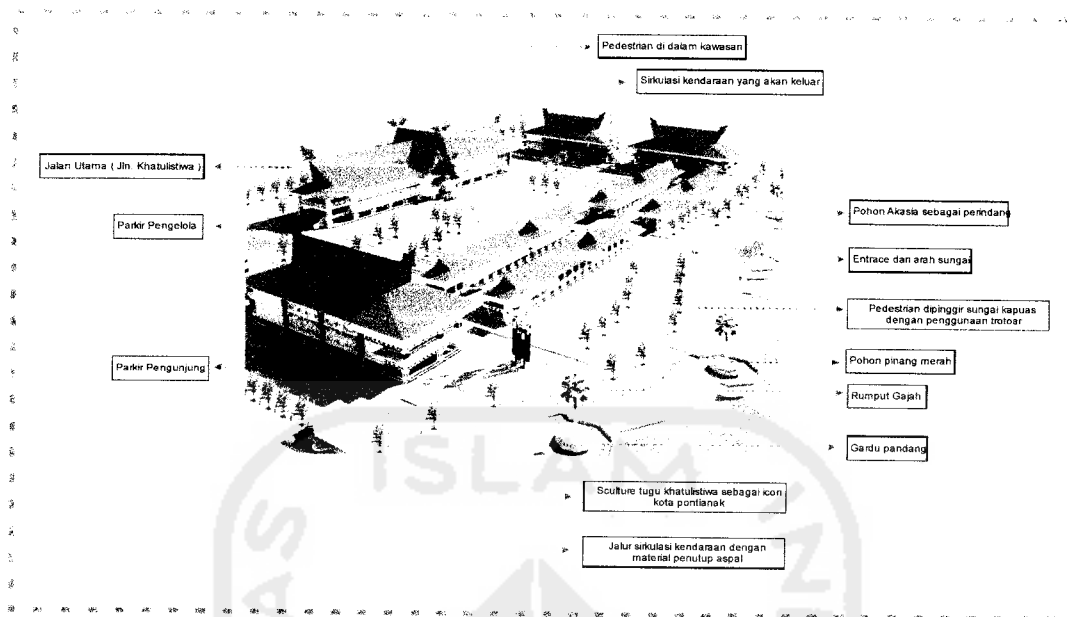 Pedestrian di dalam kawasan
Sirkulasi kendaraan yang akan keluar
Jalan Utama ( Jln. Khatulistiwa )
Parkir Pengelola
Pohon Akasia sebagai perindang
Entrace dan arah sungai
Pedestrian dipinggir sungai kapuas
dengan penggunaan trotoar
Parkir Pengunjung
Pohon pinang merah
Rumput Gajah
Gardu pandang
ISLAM
Sculture tugu khatulistiwa sebagai icon
kota pontianak
Jalur sirkulasi kendaraan dengan
material penutup aspal